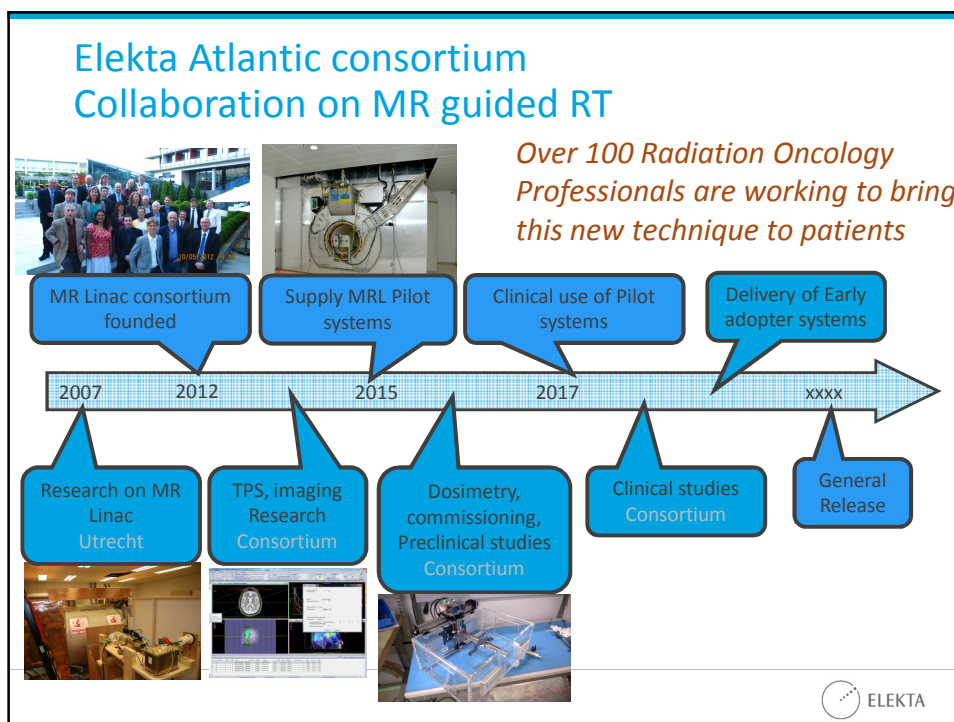 Elekta Atlantic consortium
Collaboration on MR guided RT
Over 100 Radiation Oncology
Professionals are working to bring
this new technique to patients
MR Linac consortium
founded
Supply MRL Pilot
systems
Clinical use of Pilot
systems
Delivery of Early
adopter systems
2007
2012
2015
2017
xxxx
Research on MR
Linac
Utrecht
TPS, imaging
Research
Consortium
Dosimetry,
commissioning,
Preclinical studies
Consortium
Clinical studies
Consortium
General
Release
ELEKTA